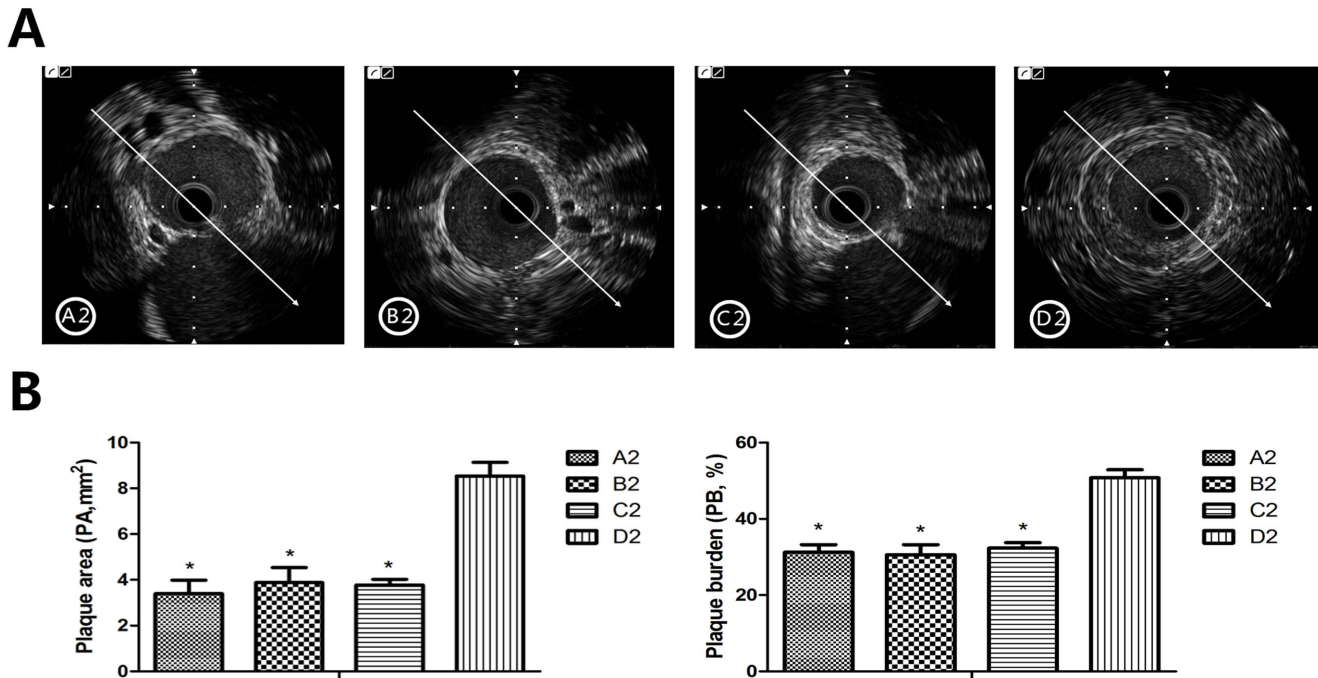 A
A2
B2
C2
D2
B
Plaque area (PA,mm²)
10
8
6
4
2
0
*
*
*
A2
B2
C2
D2
Plaque burden (PB, %)
60
40
20
0
*
*
*
A2
B2
C2
D2